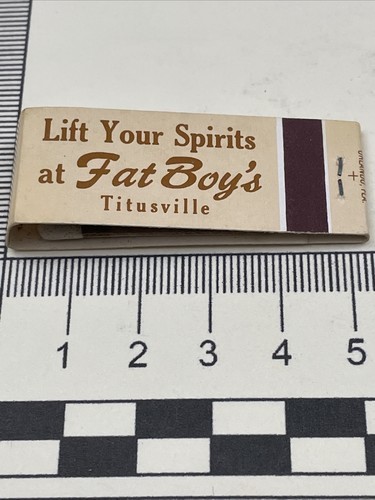 Lift Your Spirits
at Fat Boy's
Titusville
1 2 3 4 5